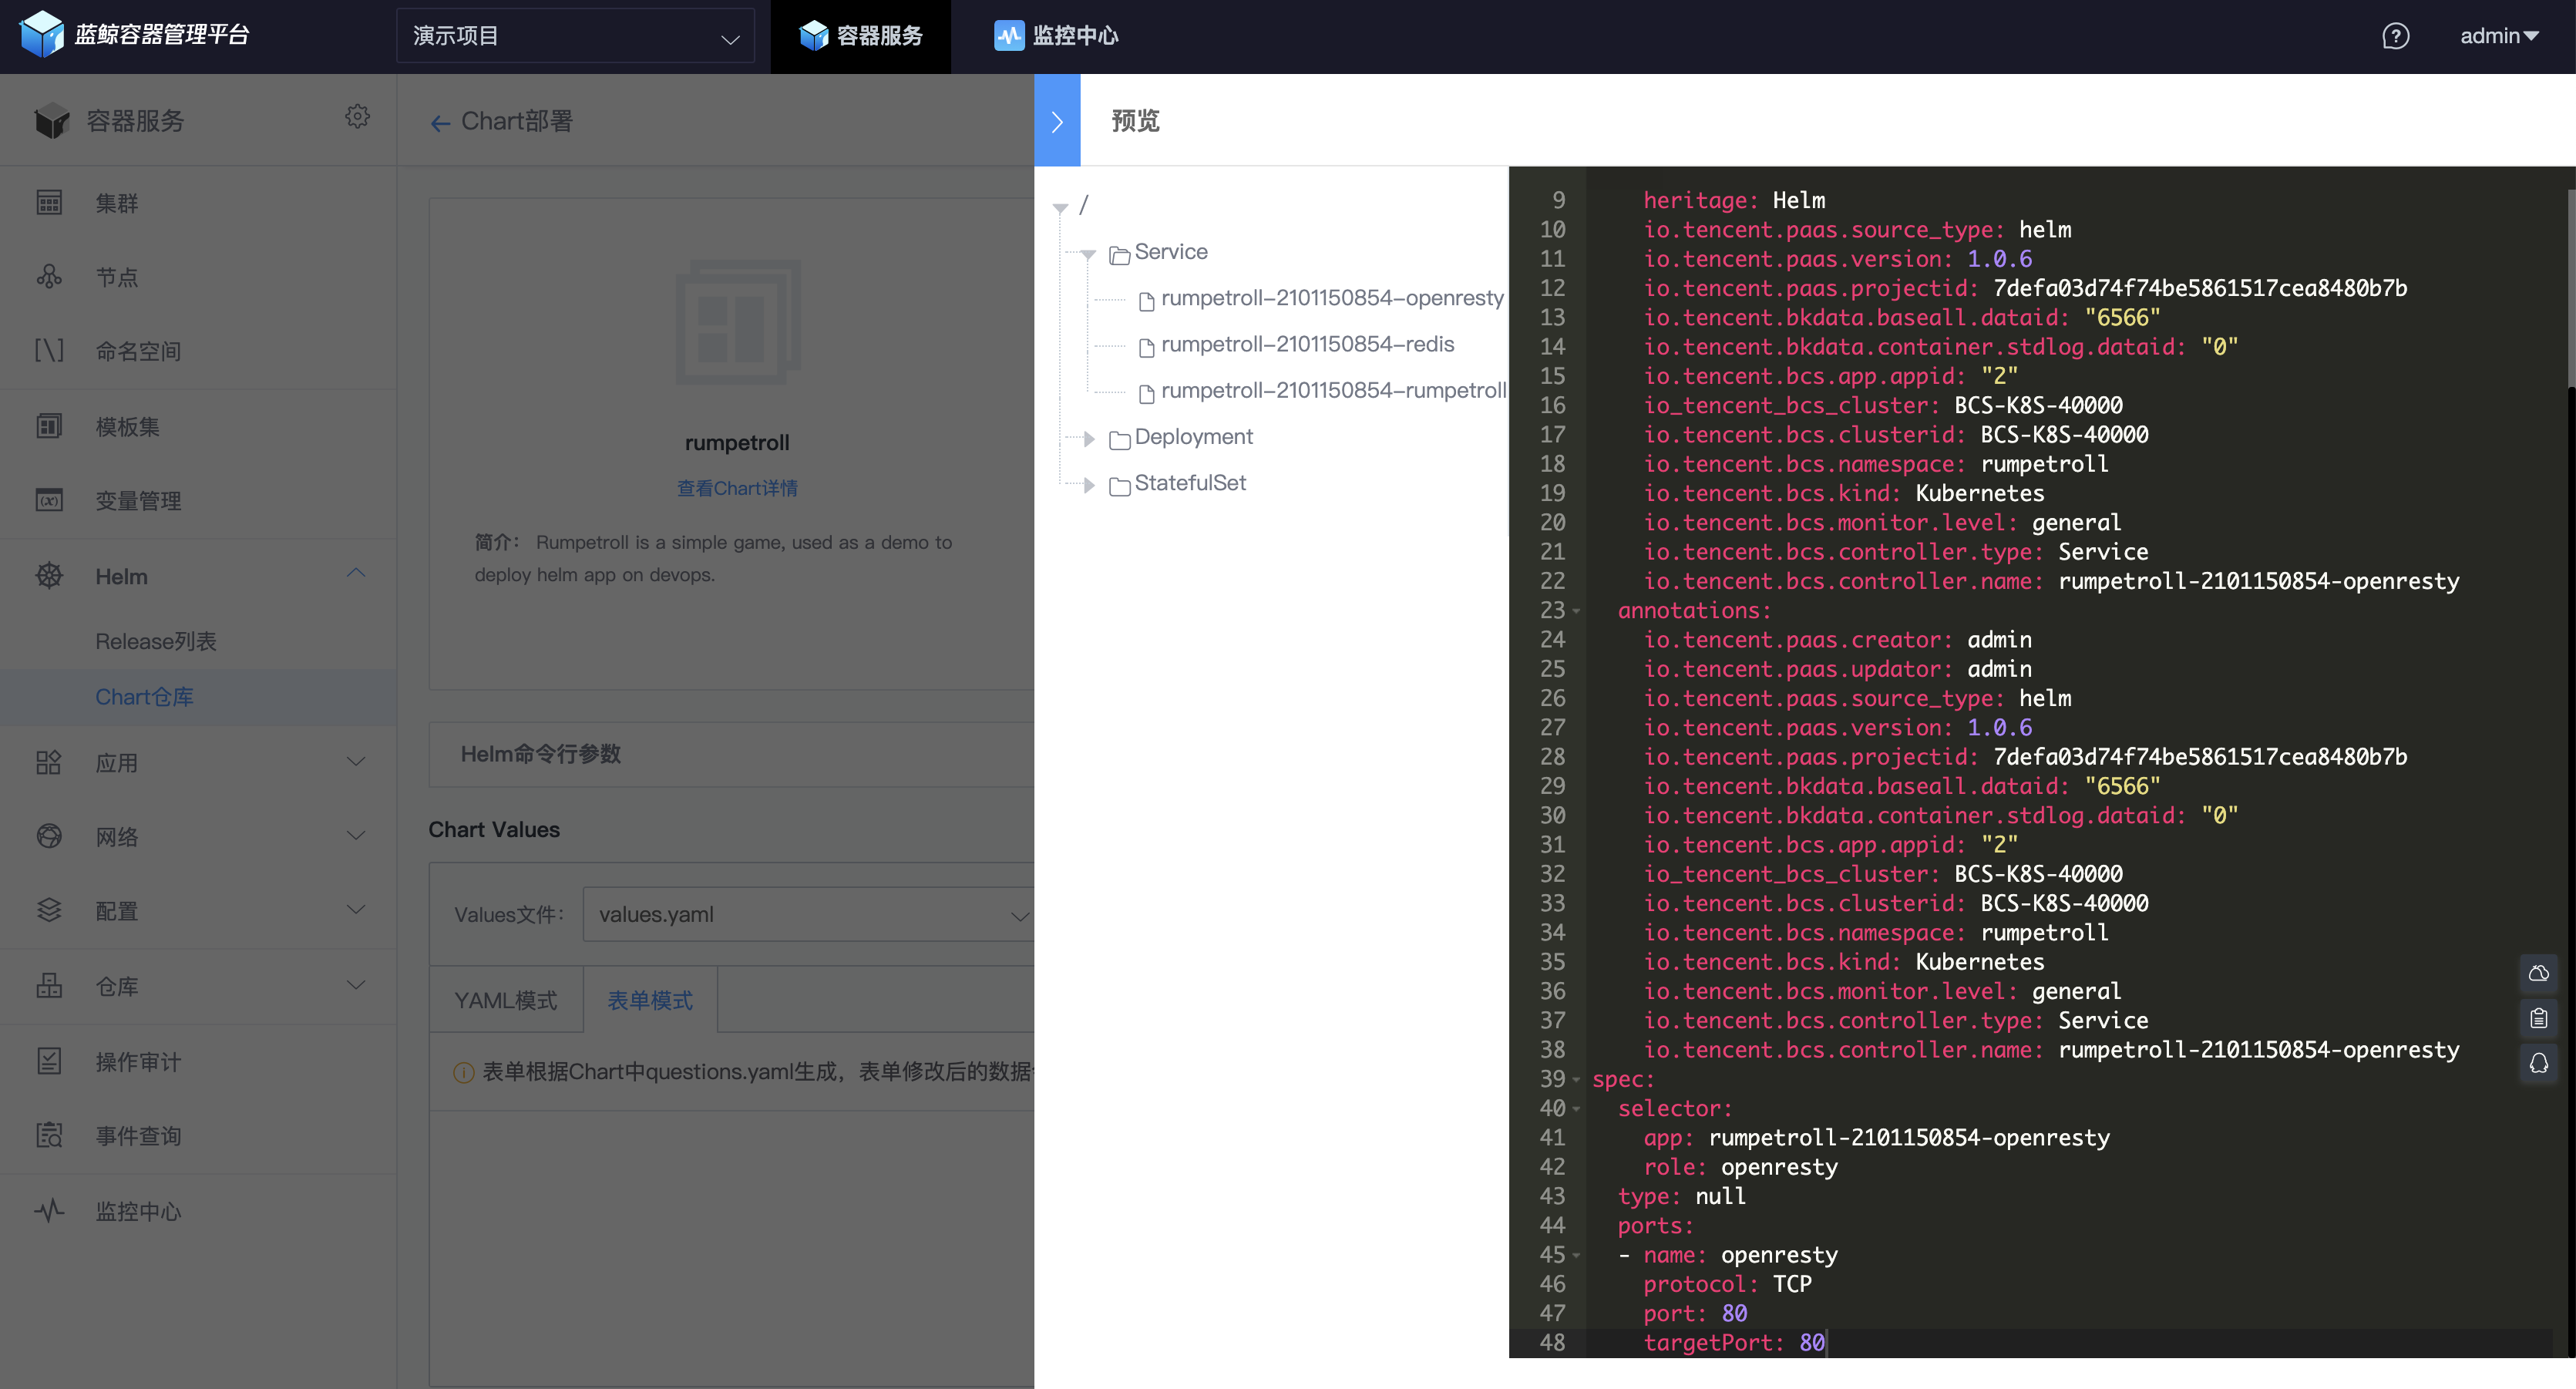 蓝鲸容器管理平台
演示项目
容器服务
监控中心
admin
容器服务
集群
节点
命名空间
模板集
变量管理
Helm
Release列表
Chart仓库
应用
网络
配置
仓库
操作审计
事件查询
监控中心
Chart部署
rumpetroll
查看Chart详情
简介： Rumpetroll is a simple game, used as a demo to
deploy helm app on devops.
Helm命令行参数
Chart Values
Values文件：
values.yaml
YAML模式
表单模式
表单根据Chart中questions.yaml生成，表单修改后的数据
预览
/
Service
rumpetroll-2101150854-openresty
rumpetroll-2101150854-redis
rumpetroll-2101150854-rumpetroll
Deployment
StatefulSet
9 heritage: Helm
10 io.tencent.paas.source_type: helm
11 io.tencent.paas.version: 1.0.6
12 io.tencent.paas.projectid: 7defa03d74f74be5861517cea8480b7b
13 io.tencent.bkdata.baseall.dataid: "6566"
14 io.tencent.bkdata.container.stdlog.dataid: "0"
15 io.tencent.bcs.app.appid: "2"
16 io_tencent_bcs_cluster: BCS-K8S-40000
17 io.tencent.bcs.clusterid: BCS-K8S-40000
18 io.tencent.bcs.namespace: rumpetroll
19 io.tencent.bcs.kind: Kubernetes
20 io.tencent.bcs.monitor.level: general
21 io.tencent.bcs.controller.type: Service
22 io.tencent.bcs.controller.name: rumpetroll-2101150854-openresty
23 annotations:
24 io.tencent.paas.creator: admin
25 io.tencent.paas.updator: admin
26 io.tencent.paas.source_type: helm
27 io.tencent.paas.version: 1.0.6
28 io.tencent.paas.projectid: 7defa03d74f74be5861517cea8480b7b
29 io.tencent.bkdata.baseall.dataid: "6566"
30 io.tencent.bkdata.container.stdlog.dataid: "0"
31 io.tencent.bcs.app.appid: "2"
32 io_tencent_bcs_cluster: BCS-K8S-40000
33 io.tencent.bcs.clusterid: BCS-K8S-40000
34 io.tencent.bcs.namespace: rumpetroll
35 io.tencent.bcs.kind: Kubernetes
36 io.tencent.bcs.monitor.level: general
37 io.tencent.bcs.controller.type: Service
38 io.tencent.bcs.controller.name: rumpetroll-2101150854-openresty
39 spec:
40 selector:
41 app: rumpetroll-2101150854-openresty
42 role: openresty
43 type: null
44 ports:
45 - name: openresty
46 protocol: TCP
47 port: 80
48 targetPort: 80